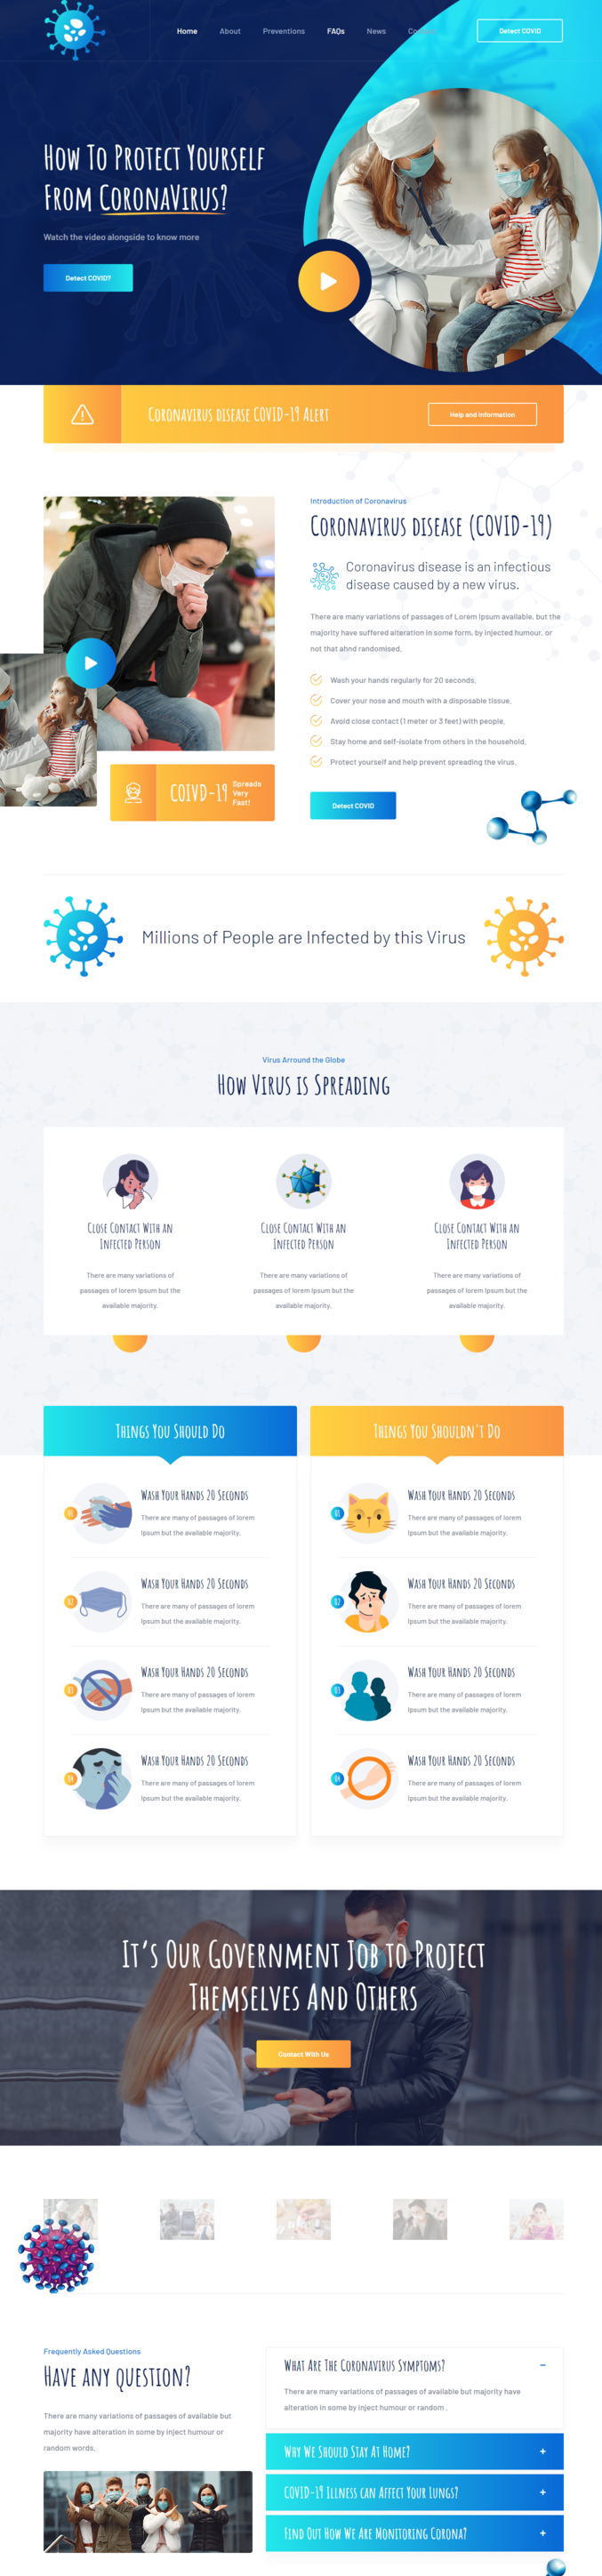 Home About Preventions FAQs News
Detect COVID
How To Protect Yourself
From CoronaVirus?
Watch the video alongside to know more
Detect COVID?
Coronavirus disease COVID-19 Alert
Help and Information
Introduction of Coronavirus
Coronavirus disease (COVID-19)
Coronavirus disease is an infectious
disease caused by a new virus.
There are many variations of passages of Lorem Ipsum available, but the
majority have suffered alteration in some form, by injected humour, or
not that ahnd randomised.
Wash your hands regularly for 20 seconds.
Cover your nose and mouth with a disposable tissue.
Avoid close contact (1 meter or 3 feet) with people.
Stay home and self-isolate from others in the household.
Protect yourself and help prevent spreading the virus.
Detect COVID
COIVD-19
Spreads
Very
Fast!
Millions of People are Infected by this Virus
Virus Arround the Globe
How Virus is Spreading
Close Contact With an
Infected Person
There are many variations of
passages of lorem Ipsum but the
available majority.
Close Contact With an
Infected Person
There are many variations of
passages of lorem Ipsum but the
available majority.
Close Contact With an
Infected Person
There are many variations of
passages of lorem Ipsum but the
available majority.
Things You Should Do
01
Wash Your Hands 20 Seconds
There are many of passages of lorem
Ipsum but the available majority.
02
Wash Your Hands 20 Seconds
There are many of passages of lorem
Ipsum but the available majority.
03
Wash Your Hands 20 Seconds
There are many of passages of lorem
Ipsum but the available majority.
04
Wash Your Hands 20 Seconds
There are many of passages of lorem
Ipsum but the available majority.
Things You Shouldn't Do
01
Wash Your Hands 20 Seconds
There are many of passages of lorem
Ipsum but the available majority.
02
Wash Your Hands 20 Seconds
There are many of passages of lorem
Ipsum but the available majority.
03
Wash Your Hands 20 Seconds
There are many of passages of lorem
Ipsum but the available majority.
04
Wash Your Hands 20 Seconds
There are many of passages of lorem
Ipsum but the available majority.
It's Our Government Job to Project
Themselves And Others
Contact With Us
Frequently Asked Questions
Have any question?
There are many variations of passages of available but
majority have alteration in some by inject humour or
random words.
What Are The Coronavirus Symptoms?
There are many variations of passages of available but majority have
alteration in some by inject humour or random .
Why We Should Stay At Home?
COVID-19 Illness can Affect Your Lungs?
Find Out How We Are Monitoring Corona?